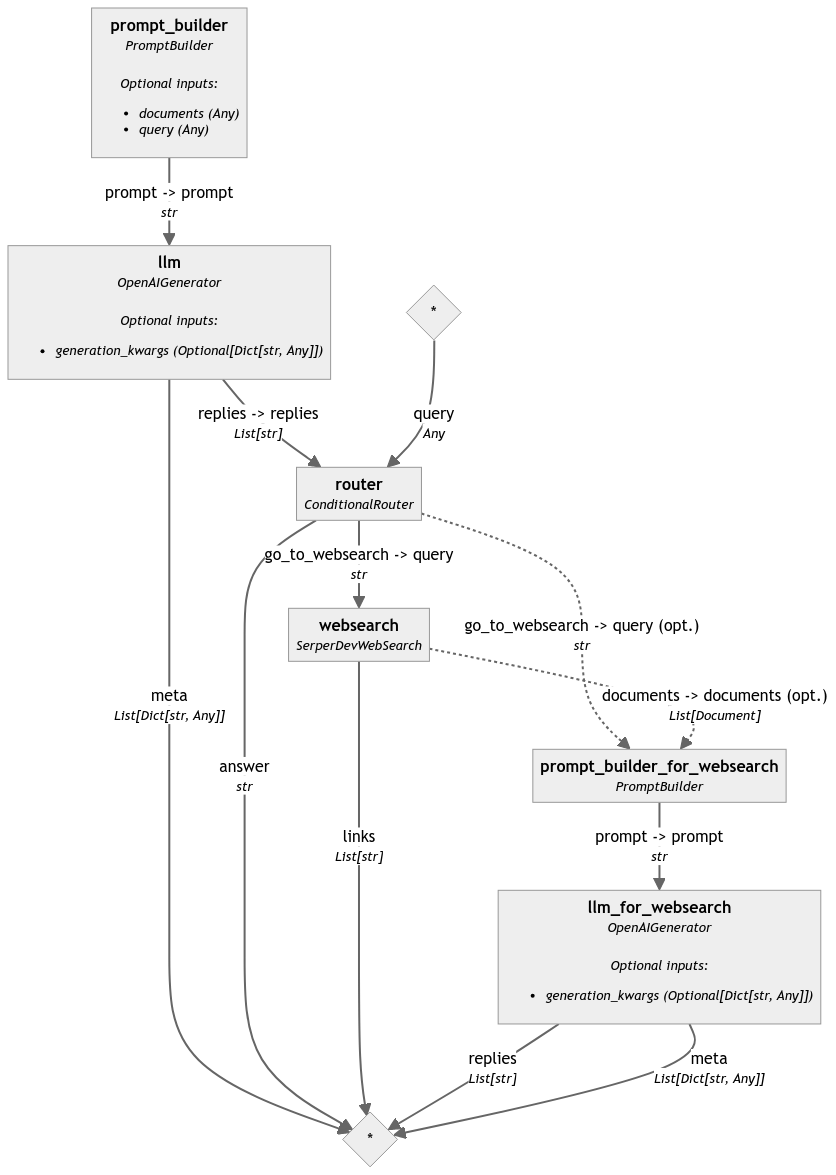 prompt_builder
PromptBuilder
Optional inputs:
• documents (Any)
• query (Any)
prompt -> prompt
str
llm
OpenAIGenerator
Optional inputs:
• generation_kwargs (Optional[Dict[str, Any]])
*
replies -> replies
List[str]
query
Any
router
ConditionalRouter
go_to_websearch -> query
str
websearch
SerperDevWebSearch
go_to_websearch -> query (opt.)
str
documents -> documents (opt.)
List[Document]
meta
List[Dict[str, Any]]
answer
str
prompt_builder_for_websearch
PromptBuilder
links
List[str]
prompt -> prompt
str
llm_for_websearch
OpenAIGenerator
Optional inputs:
• generation_kwargs (Optional[Dict[str, Any]])
replies
List[str]
meta
List[Dict[str, Any]]
*